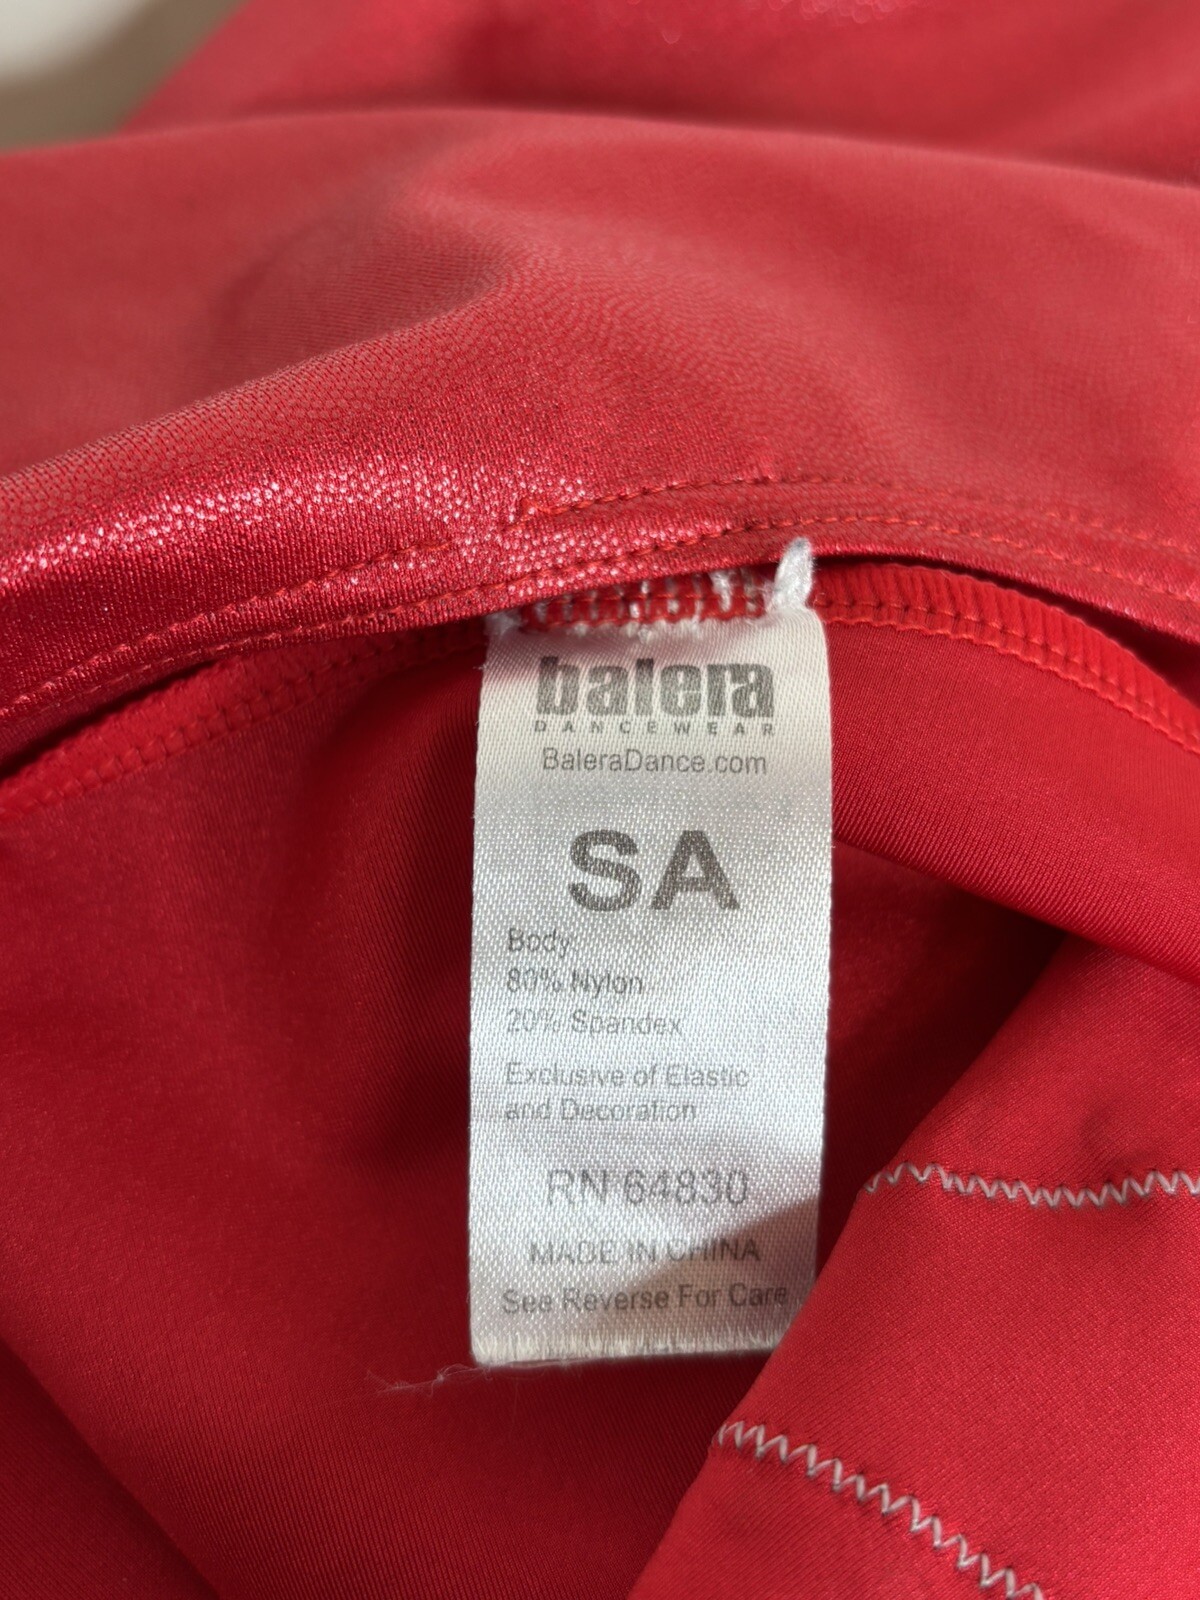 balera
DANCEWEAR
BaleraDance.com
SA
Body:
80% Nylon
20% Spandex
Exclusive of Elastic
and Decoration
RN 64830
MADE IN CHINA
See Reverse For Care